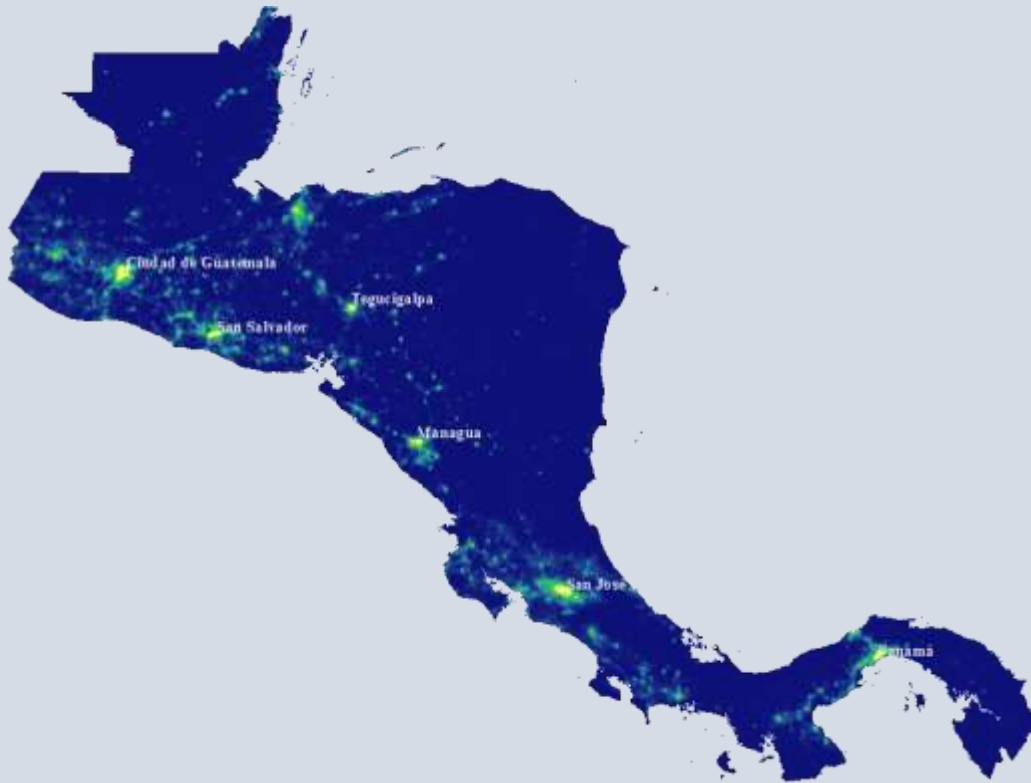 Ciudad de Guatemala
Tegucigalpa
San Salvador
Managua
San José
Panamá